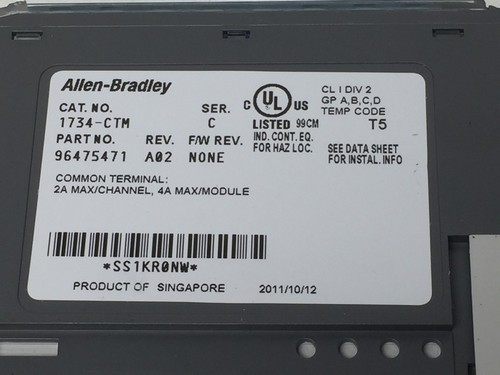 Allen-Bradley
CAT. NO. SER.
1734-CTM C
PART NO. REV. F/W REV.
96475471 A02 NONE
C UL US
LISTED 99CM
IND. CONT. EQ.
FOR HAZ LOC.
CL I DIV 2
GP A,B,C,D
TEMP CODE
T5
SEE DATA SHEET
FOR INSTAL. INFO
COMMON TERMINAL:
2A MAX/CHANNEL, 4A MAX/MODULE
*SS1KR0NW*
PRODUCT OF SINGAPORE 2011/10/12